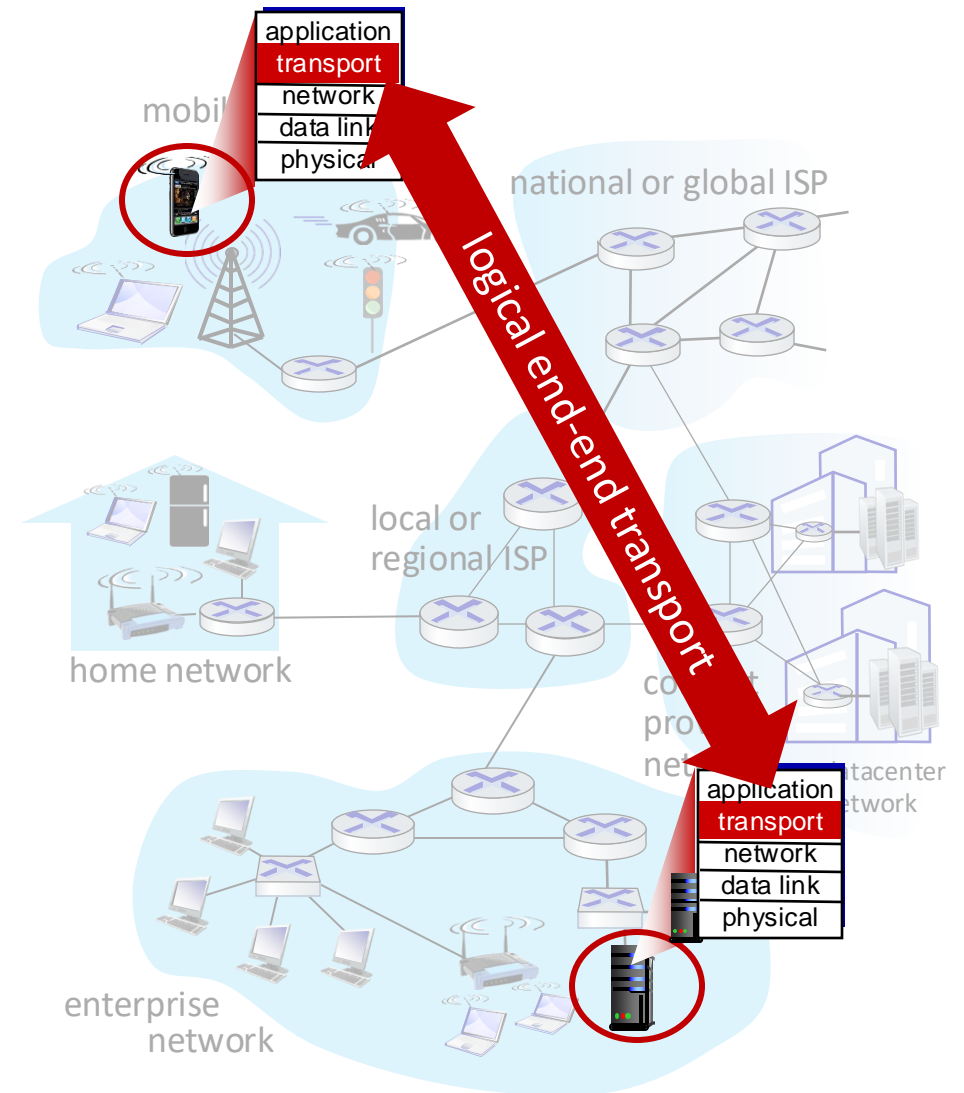 application
transport
network
data link
physical
national or global ISP
logical end-end transport
local or
regional ISP
home network
application
transport
network
data link
physical
enterprise
network